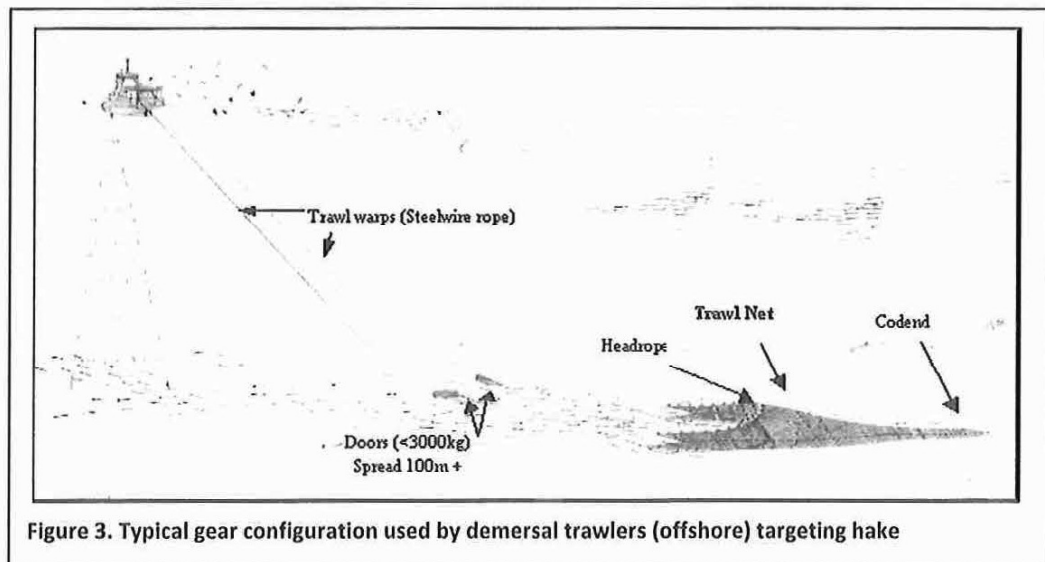 Trawl warps (Steelwire rope)
Trawl Net
Codend
Headrope
Doors (<3000kg)
Spread 100m +
Figure 3. Typical gear configuration used by demersal trawlers (offshore) targeting hake